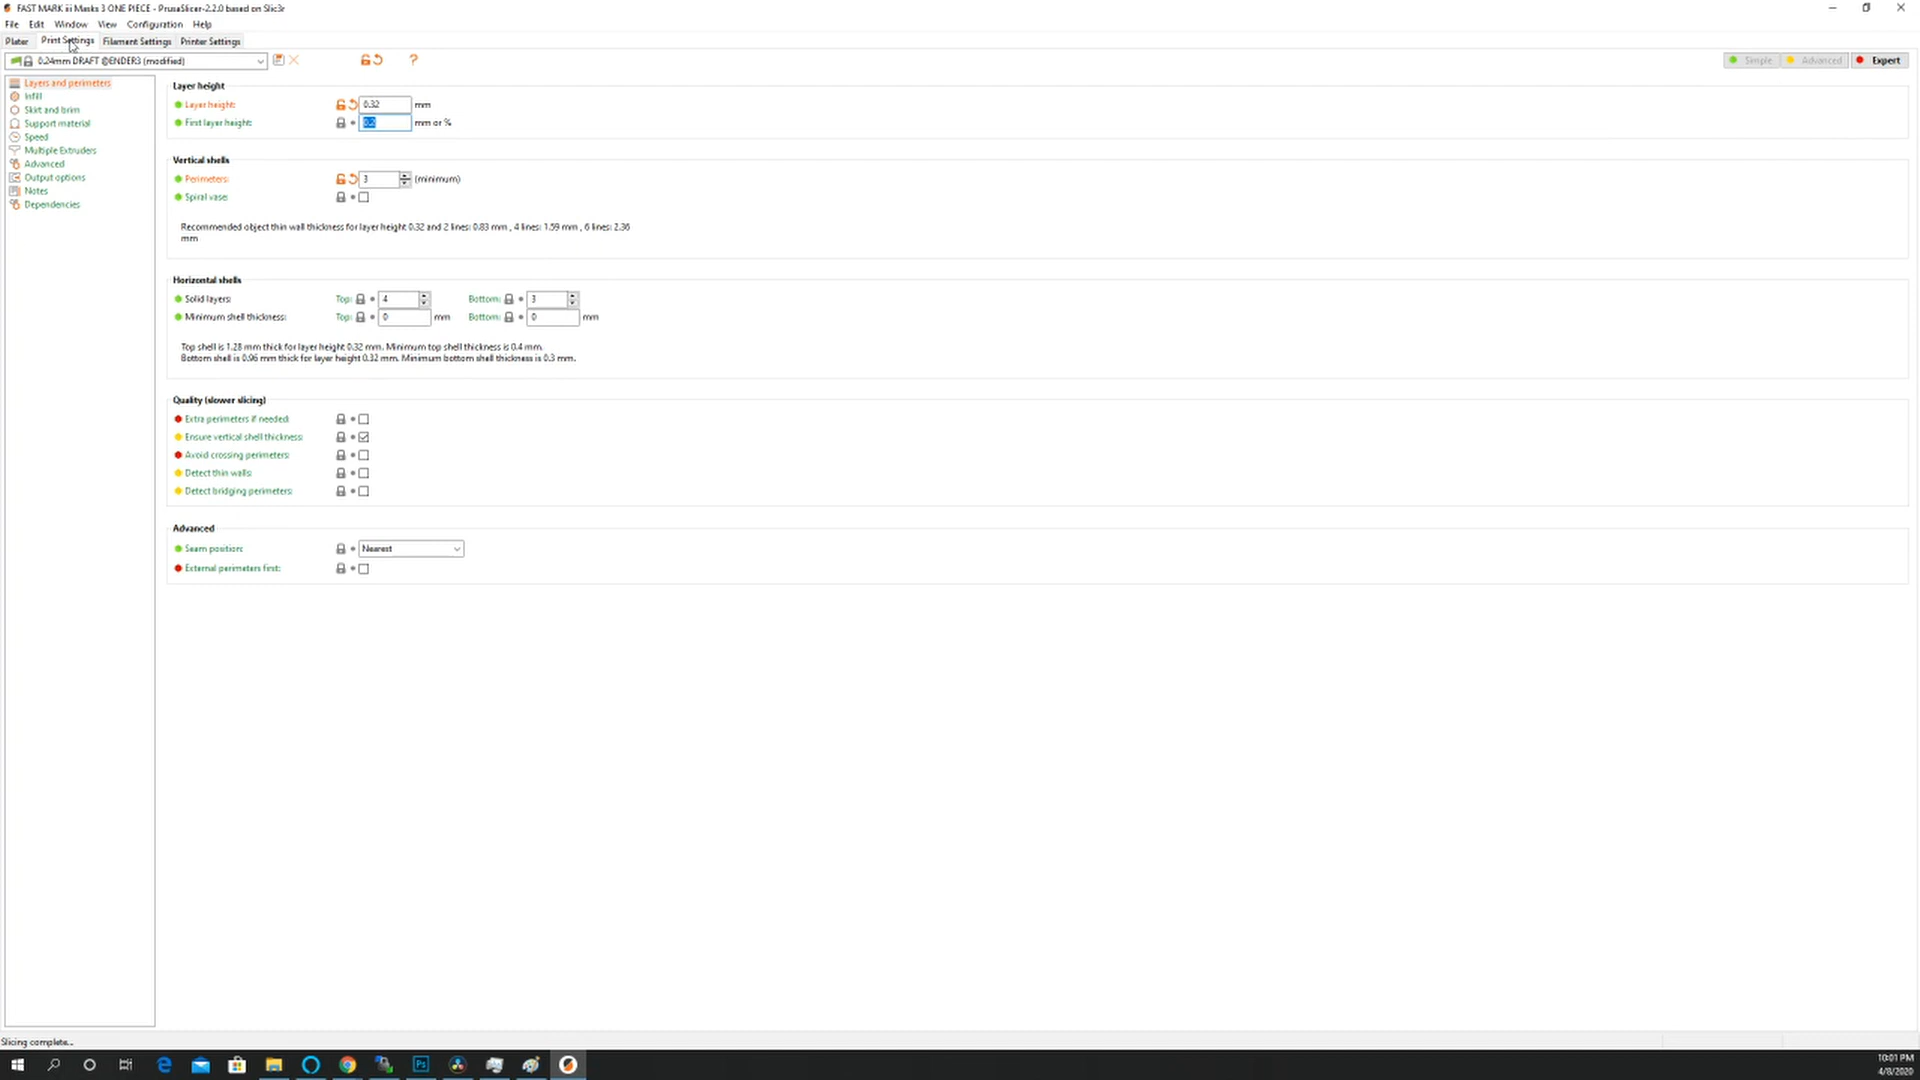 FAST MARK iii Masks 3 ONE PIECE - PrusaSlicer-2.2.0 based on Slic3r
File Edit Window View Configuration Help
Plater Print Settings Filament Settings Printer Settings
0.24mm DRAFT @ENDER3 (modified) ? Simple Advanced Expert
Layers and perimeters
Infill
Skirt and brim
Support material
Speed
Multiple Extruders
Advanced
Output options
Notes
Dependencies
Layer height
Layer height: 0.32 mm
First layer height: 0.2 mm or %
Vertical shells
Perimeters: 3 (minimum)
Spiral vase:
Recommended object thin wall thickness for layer height 0.32 and 2 lines: 0.83 mm , 4 lines: 1.59 mm , 6 lines: 2.36
mm
Horizontal shells
Solid layers: Top: 4 Bottom: 3
Minimum shell thickness: Top: 0 mm Bottom: 0 mm
Top shell is 1.28 mm thick for layer height 0.32 mm. Minimum top shell thickness is 0.4 mm.
Bottom shell is 0.96 mm thick for layer height 0.32 mm. Minimum bottom shell thickness is 0.3 mm.
Quality (slower slicing)
Extra perimeters if needed:
Ensure vertical shell thickness:
Avoid crossing perimeters:
Detect thin walls:
Detect bridging perimeters:
Advanced
Seam position: Nearest
External perimeters first:
Slicing complete...
Ps
10:01 PM
4/8/2020